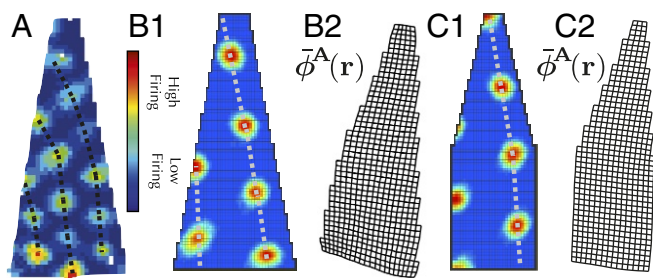 A
B1
B2
C1
C2
High
Firing
Low
Firing
ϕ̄ᴬ(r)
ϕ̄ᴬ(r)